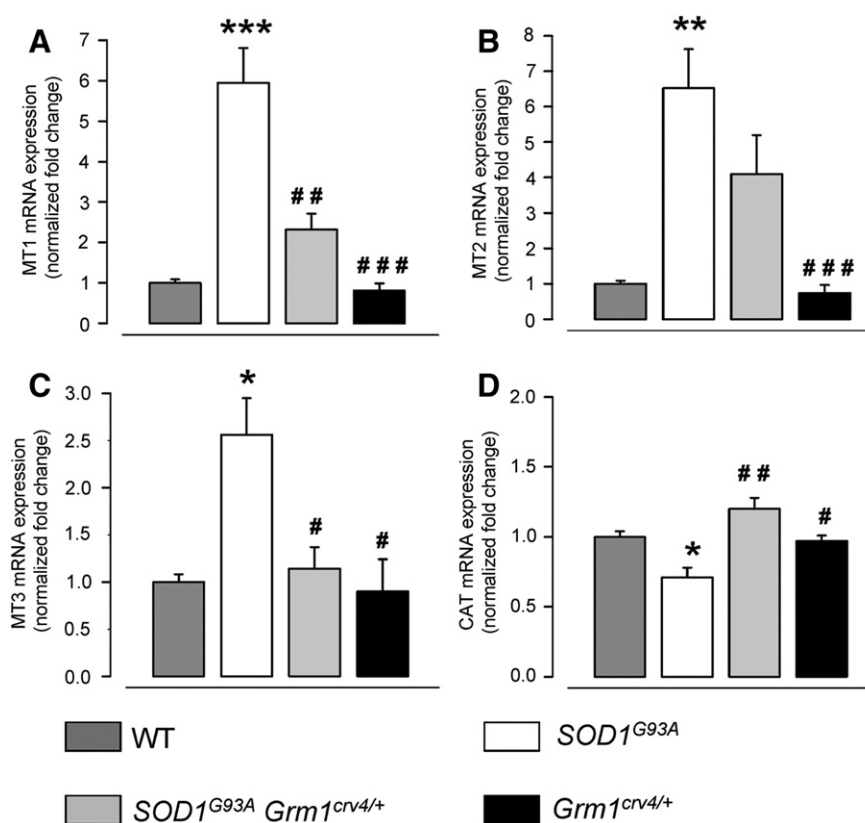 A
MT1 mRNA expression
(normalized fold change)
7
6
5
4
3
2
1
0
***
##
###
B
MT2 mRNA expression
(normalized fold change)
8
7
6
5
4
3
2
1
0
**
###
C
MT3 mRNA expression
(normalized fold change)
3.0
2.5
2.0
1.5
1.0
0.5
0.0
*
#
#
D
CAT mRNA expression
(normalized fold change)
2.0
1.5
1.0
0.5
0.0
*
##
#
WT
SOD1G93A
SOD1G93A Grm1crv4/+
Grm1crv4/+